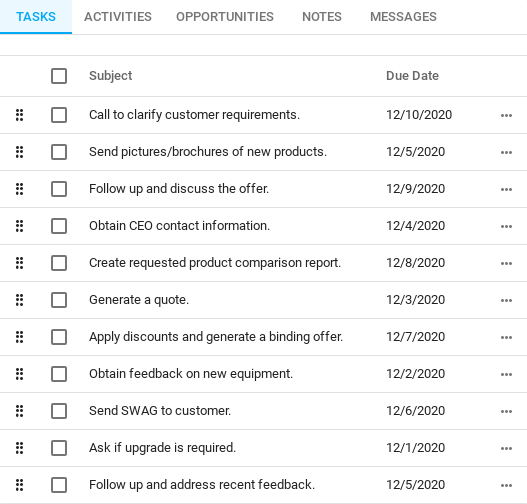 TASKS ACTIVITIES OPPORTUNITIES NOTES MESSAGES
Subject Due Date
Call to clarify customer requirements. 12/10/2020
Send pictures/brochures of new products. 12/5/2020
Follow up and discuss the offer. 12/9/2020
Obtain CEO contact information. 12/4/2020
Create requested product comparison report. 12/8/2020
Generate a quote. 12/3/2020
Apply discounts and generate a binding offer. 12/7/2020
Obtain feedback on new equipment. 12/2/2020
Send SWAG to customer. 12/6/2020
Ask if upgrade is required. 12/1/2020
Follow up and address recent feedback. 12/5/2020